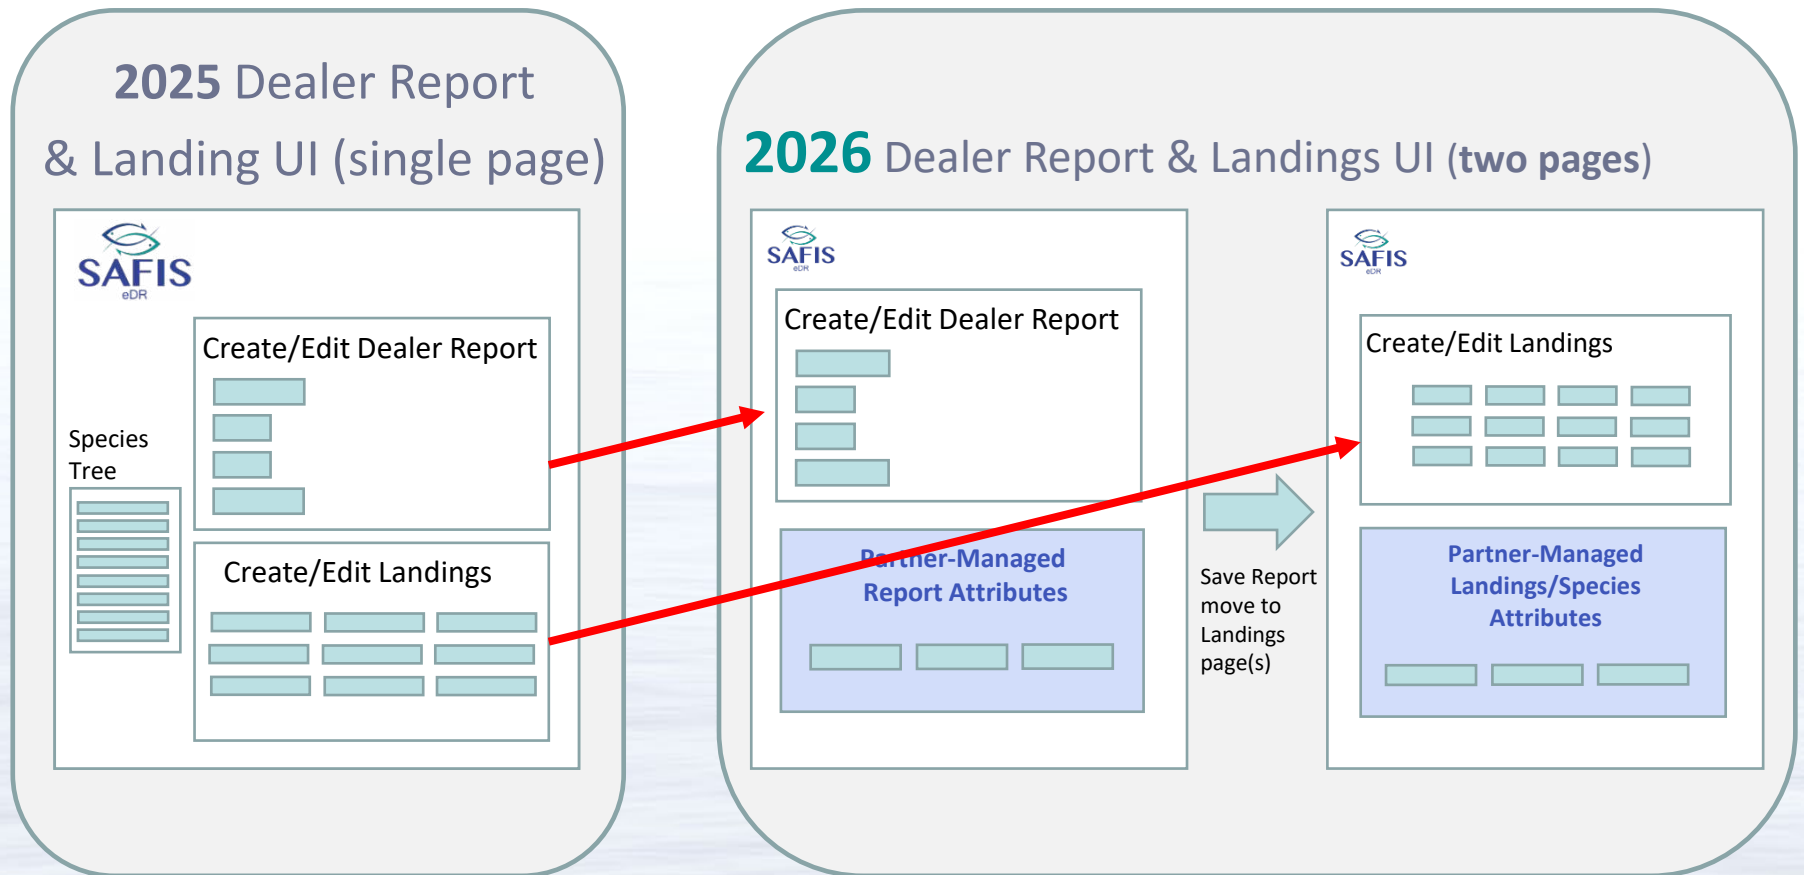 2025 Dealer Report
& Landing UI (single page)
SAFIS
eDR
Create/Edit Dealer Report
Species
Tree
Create/Edit Landings
2026 Dealer Report & Landings UI (two pages)
SAFIS
eDR
Create/Edit Dealer Report
Partner-Managed
Report Attributes
Save Report
move to
Landings
page(s)
SAFIS
eDR
Create/Edit Landings
Partner-Managed
Landings/Species
Attributes